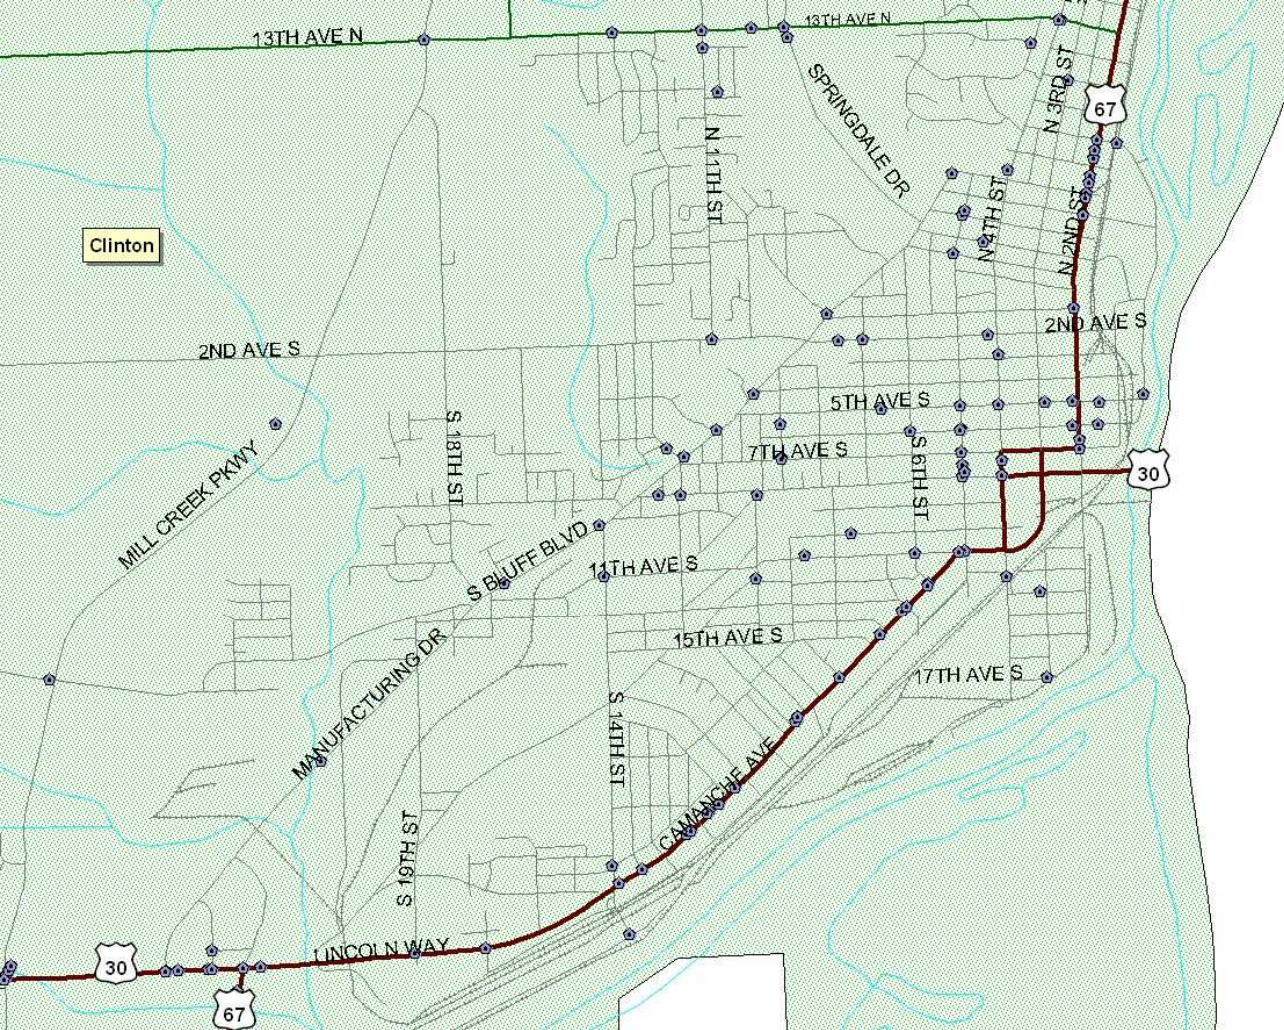 13TH AVE N
13TH AVE N
SPRINGDALE DR
N 3RD ST
67
N 11TH ST
N 4TH ST
N 2ND ST
Clinton
2ND AVE S
2ND AVE S
5TH AVE S
S 18TH ST
7TH AVE S
S 6TH ST
30
MILL CREEK PKWY
S BLUFF BLVD
11TH AVE S
15TH AVE S
17TH AVE S
MANUFACTURING DR
S 14TH ST
CAMANCHE AVE
S 19TH ST
LINCOLN WAY
30
67